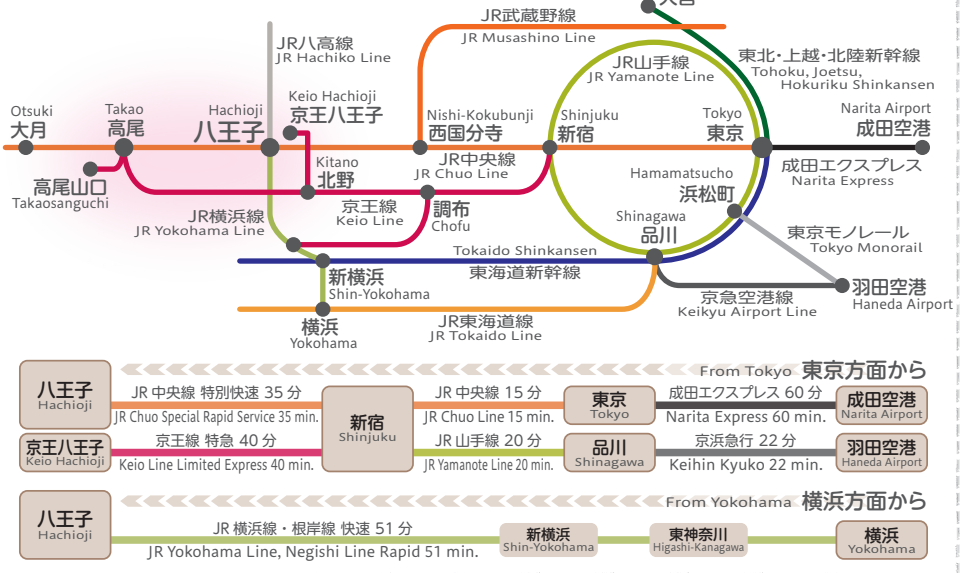 大宮
JR武蔵野線
JR Musashino Line
JR八高線
JR Hachiko Line
JR山手線
JR Yamanote Line
東北・上越・北陸新幹線
Tohoku, Joetsu,
Hokuriku Shinkansen
Otsuki
大月
Takao
高尾
Hachioji
八王子
Keio Hachioji
京王八王子
Nishi-Kokubunji
西国分寺
Shinjuku
新宿
Tokyo
東京
Narita Airport
成田空港
高尾山口
Takaosanguchi
Kitano
北野
JR中央線
JR Chuo Line
成田エクスプレス
Narita Express
Hamamatsucho
浜松町
JR横浜線
JR Yokohama Line
京王線
Keio Line
調布
Chofu
Shinagawa
品川
東京モノレール
Tokyo Monorail
Tokaido Shinkansen
東海道新幹線
新横浜
Shin-Yokohama
京急空港線
Keikyu Airport Line
羽田空港
Haneda Airport
横浜
Yokohama
JR東海道線
JR Tokaido Line
From Tokyo 東京方面から
八王子
Hachioji
JR 中央線 特別快速 35 分
JR Chuo Special Rapid Service 35 min.
新宿
Shinjuku
JR 中央線 15 分
JR Chuo Line 15 min.
東京
Tokyo
成田エクスプレス 60 分
Narita Express 60 min.
成田空港
Narita Airport
京王八王子
Keio Hachioji
京王線 特急 40 分
Keio Line Limited Express 40 min.
JR 山手線 20 分
JR Yamanote Line 20 min.
品川
Shinagawa
京浜急行 22 分
Keihin Kyuko 22 min.
羽田空港
Haneda Airport
From Yokohama 横浜方面から
八王子
Hachioji
JR 横浜線・根岸線 快速 51 分
JR Yokohama Line, Negishi Line Rapid 51 min.
新横浜
Shin-Yokohama
東神奈川
Higashi-Kanagawa
横浜
Yokohama